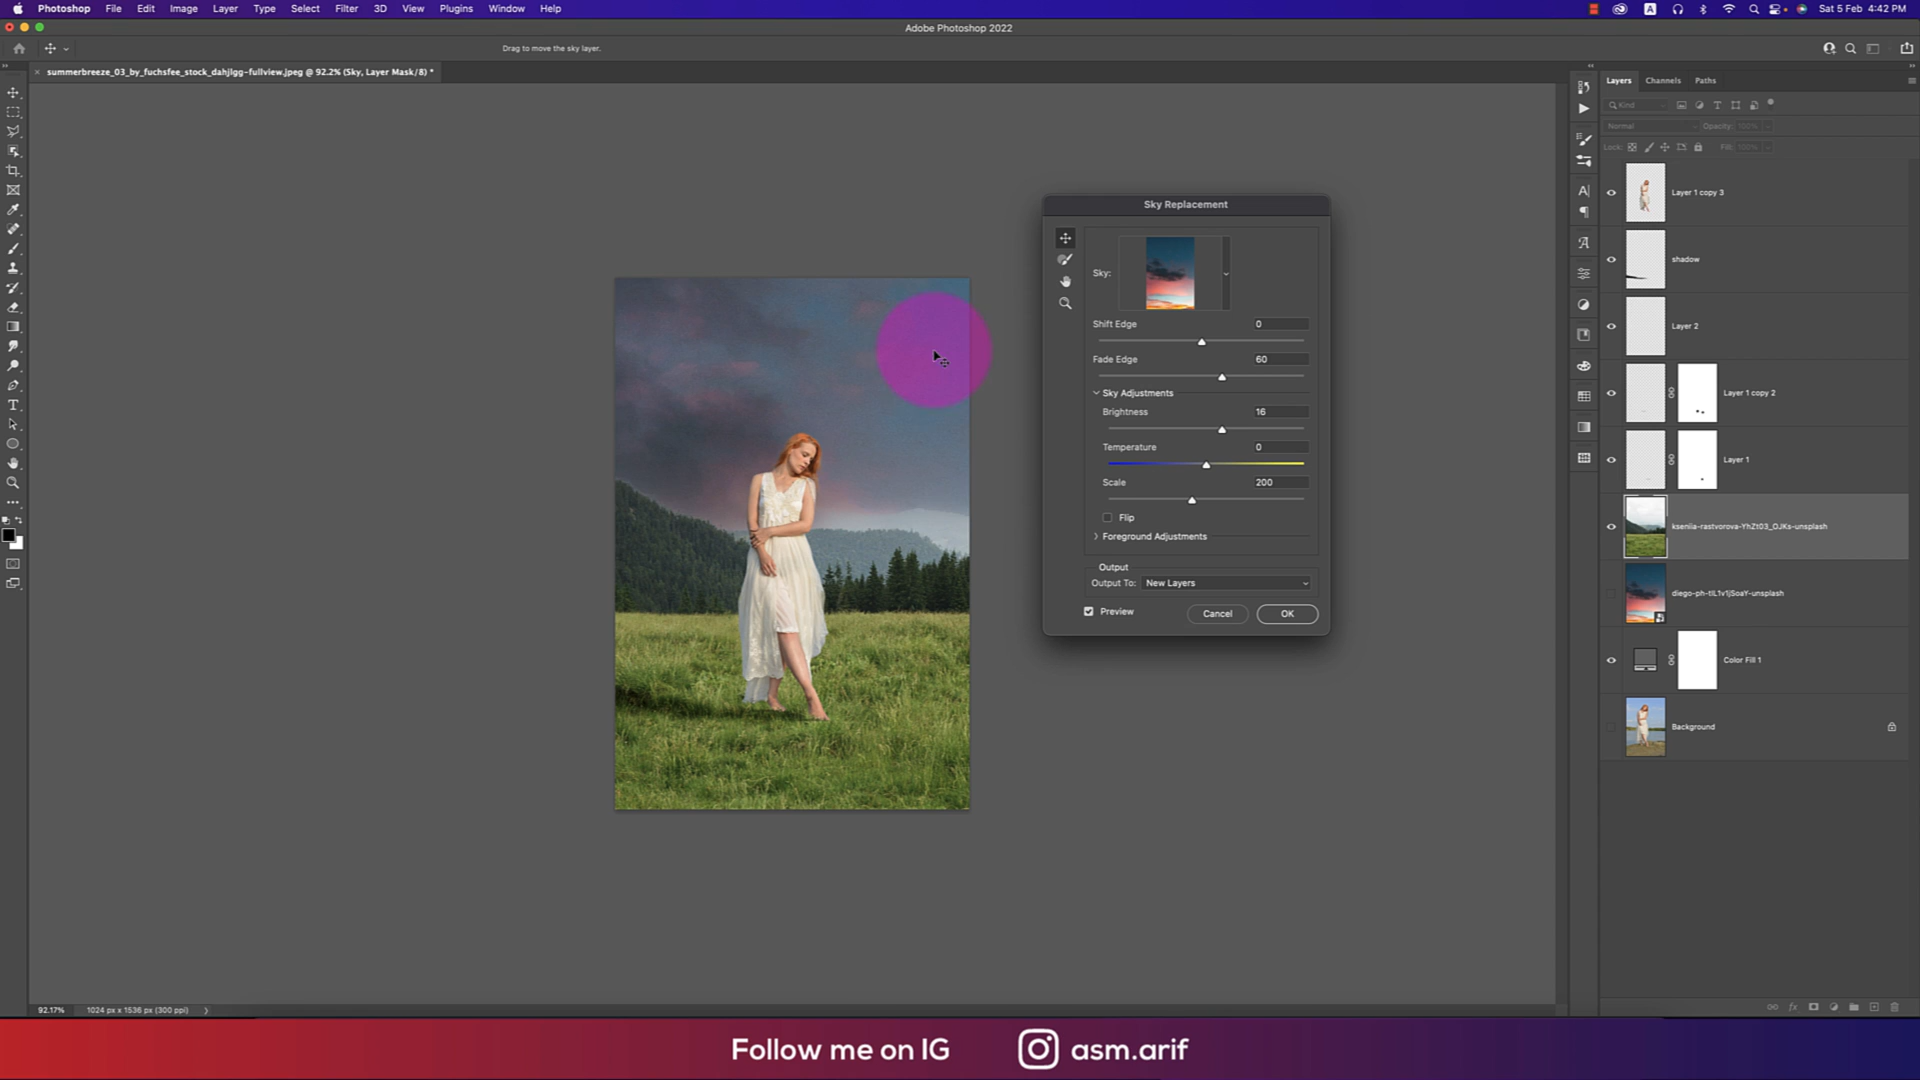 Photoshop File Edit Image Layer Type Select Filter 3D View Plugins Window Help
A Sat 5 Feb 4:42 PM
Adobe Photoshop 2022
Drag to move the sky layer.
summerbreeze_03_by_fuchsfee_stock_dahjlgg-fullview.jpeg @ 92.2% (Sky, Layer Mask/8) *
Sky Replacement
Sky:
Shift Edge 0
Fade Edge 60
Sky Adjustments
Brightness 16
Temperature 0
Scale 200
Flip
Foreground Adjustments
Output
Output To: New Layers
Preview Cancel OK
Layers Channels Paths
Kind
Normal Opacity: 100%
Lock: Fill: 100%
Layer 1 copy 3
shadow
Layer 2
Layer 1 copy 2
Layer 1
kseniia-rastvorova-YhZt03_OJKs-unsplash
diego-ph-tIL1v1jSoaY-unsplash
Color Fill 1
Background
92.17% 1024 px x 1536 px (300 ppi)
Follow me on IG asm.arif